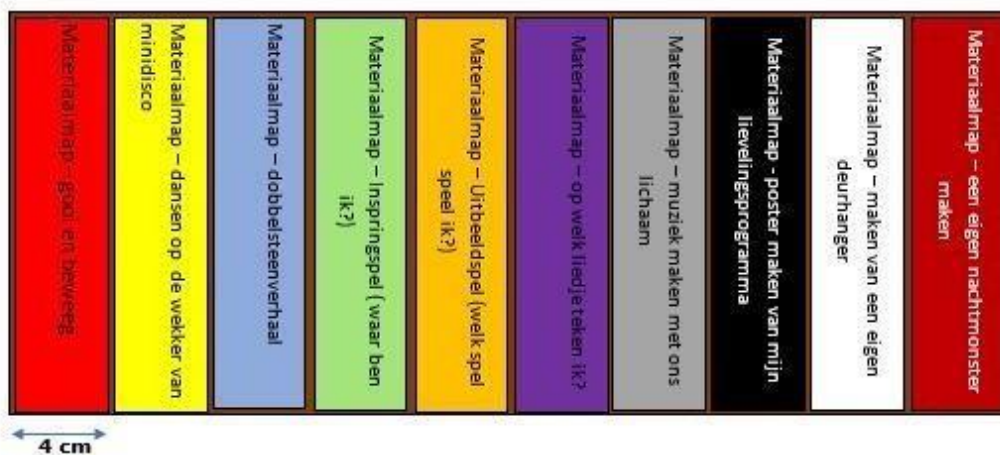 Materiaalmap – gooi en beweeg
Materiaalmap – dansen op de wekker van
minidisco
Materiaalmap – dobbelsteenverhaal
Materiaalmap – Inspringspel (waar ben
ik?)
Materiaalmap – Uitbeeldspel (welk spel
speel ik?)
Materiaalmap – op welk liedje teken ik?
Materiaalmap – muziek maken met ons
lichaam
Materiaalmap - poster maken van mijn
lievelingsprogramma
Materiaalmap – maken van een eigen
deurhanger
Materiaalmap – een eigen nachtmonster
maken
4 cm